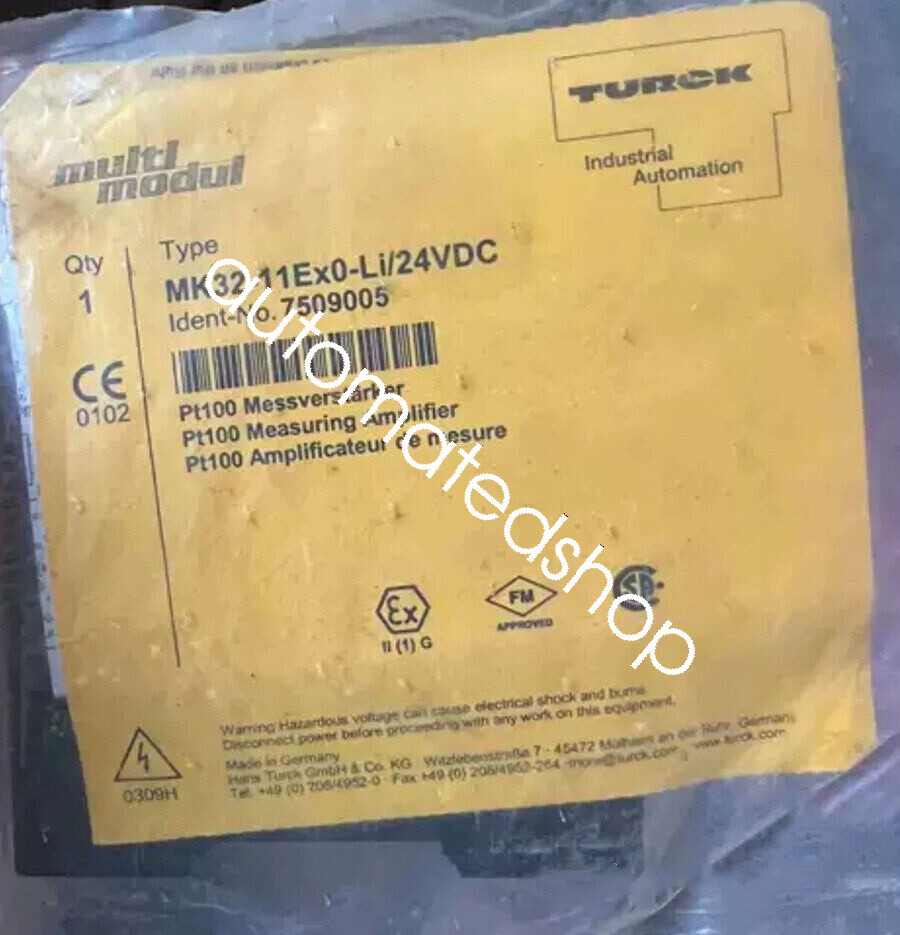 TURCK
Industrial
Automation
multi
modul
Qty
1
Type
MK32-11Ex0-Li/24VDC
Ident-No. 7509005
CE
0102
Pt100 Messverstärker
Pt100 Measuring Amplifier
Pt100 Amplificateur de mesure
automatedshop
Ex
II (1) G
FM
APPROVED
SA
Warning Hazardous voltage can cause electrical shock and burns.
Disconnect power before proceeding with any work on this equipment.
Made in Germany
Hans Turck GmbH & Co. KG Witzlebenstraße 7 · 45472 Mülheim an der Ruhr, Germany
Tel. +49 (0) 208/4952-0 · Fax +49 (0) 208/4952-264 · more@turck.com · www.turck.com
0309H